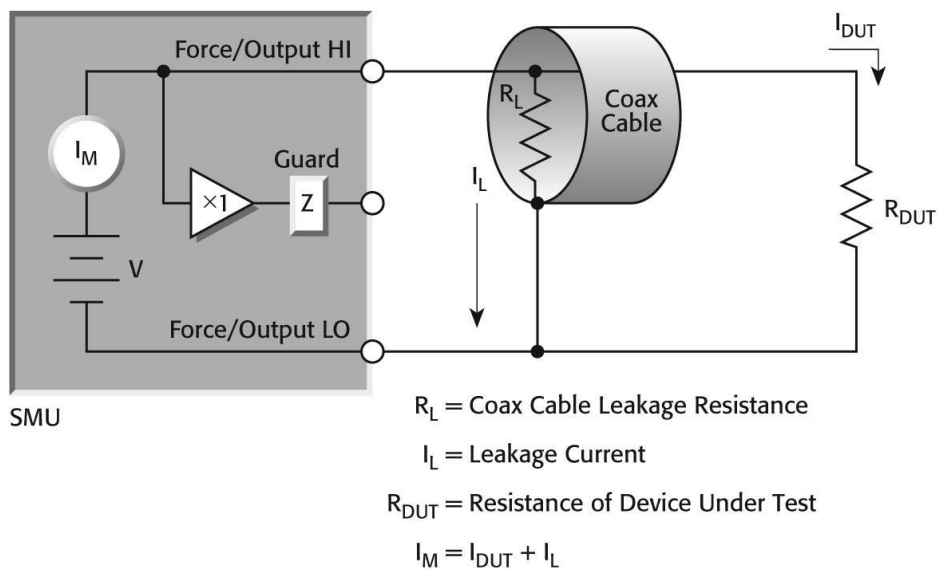 Force/Output HI
I_DUT
R_L
Coax
Cable
I_M
Guard
I_L
×1
Z
R_DUT
V
Force/Output LO
SMU
R_L = Coax Cable Leakage Resistance
I_L = Leakage Current
R_DUT = Resistance of Device Under Test
I_M = I_DUT + I_L